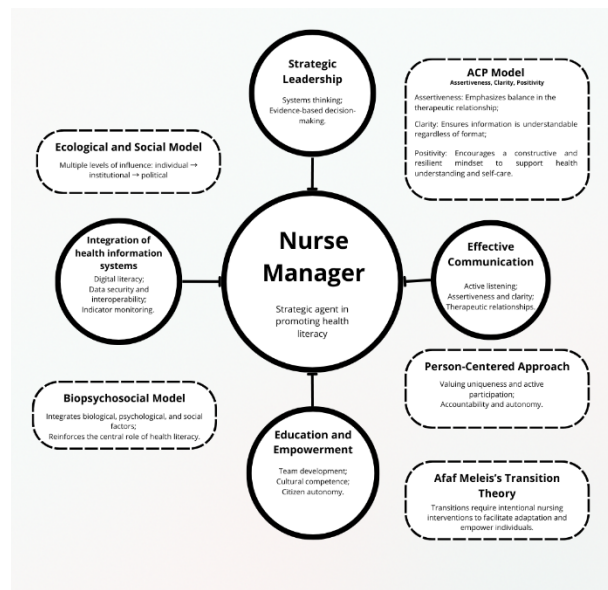 Strategic
Leadership
Systems thinking;
Evidence-based decision-
making.
ACP Model
Assertiveness, Clarity, Positivity
Assertiveness: Emphasizes balance in the
therapeutic relationship;
Clarity: Ensures information is understandable
regardless of format;
Positivity: Encourages a constructive and
resilient mindset to support health
understanding and self-care.
Ecological and Social Model
Multiple levels of influence: individual →
institutional → political
Integration of
health information
systems
Digital literacy;
Data security and
interoperability;
Indicator monitoring.
Nurse
Manager
Strategic agent in
promoting health
literacy
Effective
Communication
Active listening;
Assertiveness and clarity;
Therapeutic relationships.
Person-Centered Approach
Valuing uniqueness and active
participation;
Accountability and autonomy.
Biopsychosocial Model
Integrates biological, psychological, and social
factors;
Reinforces the central role of health literacy.
Education and
Empowerment
Team development;
Cultural competence;
Citizen autonomy.
Afaf Meleis's Transition
Theory
Transitions require intentional nursing
interventions to facilitate adaptation and
empower individuals.